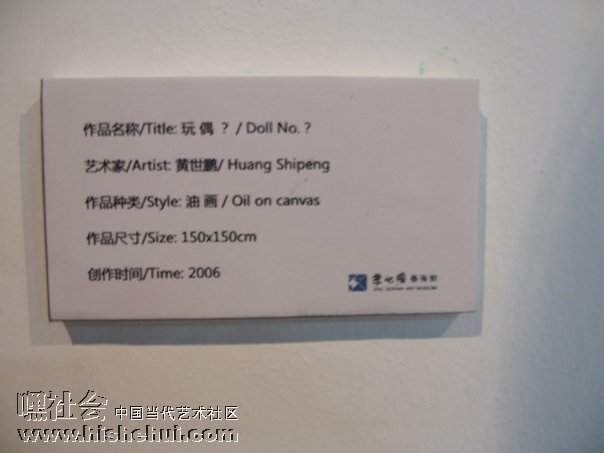 作品名称/Title: 玩 偶 ? / Doll No. ?
艺术家/Artist: 黄世鹏/ Huang Shipeng
作品种类/Style: 油 画 / Oil on canvas
作品尺寸/Size: 150x150cm
创作时间/Time: 2006
嘿社会 中国当代艺术社区
www.hishehui.com